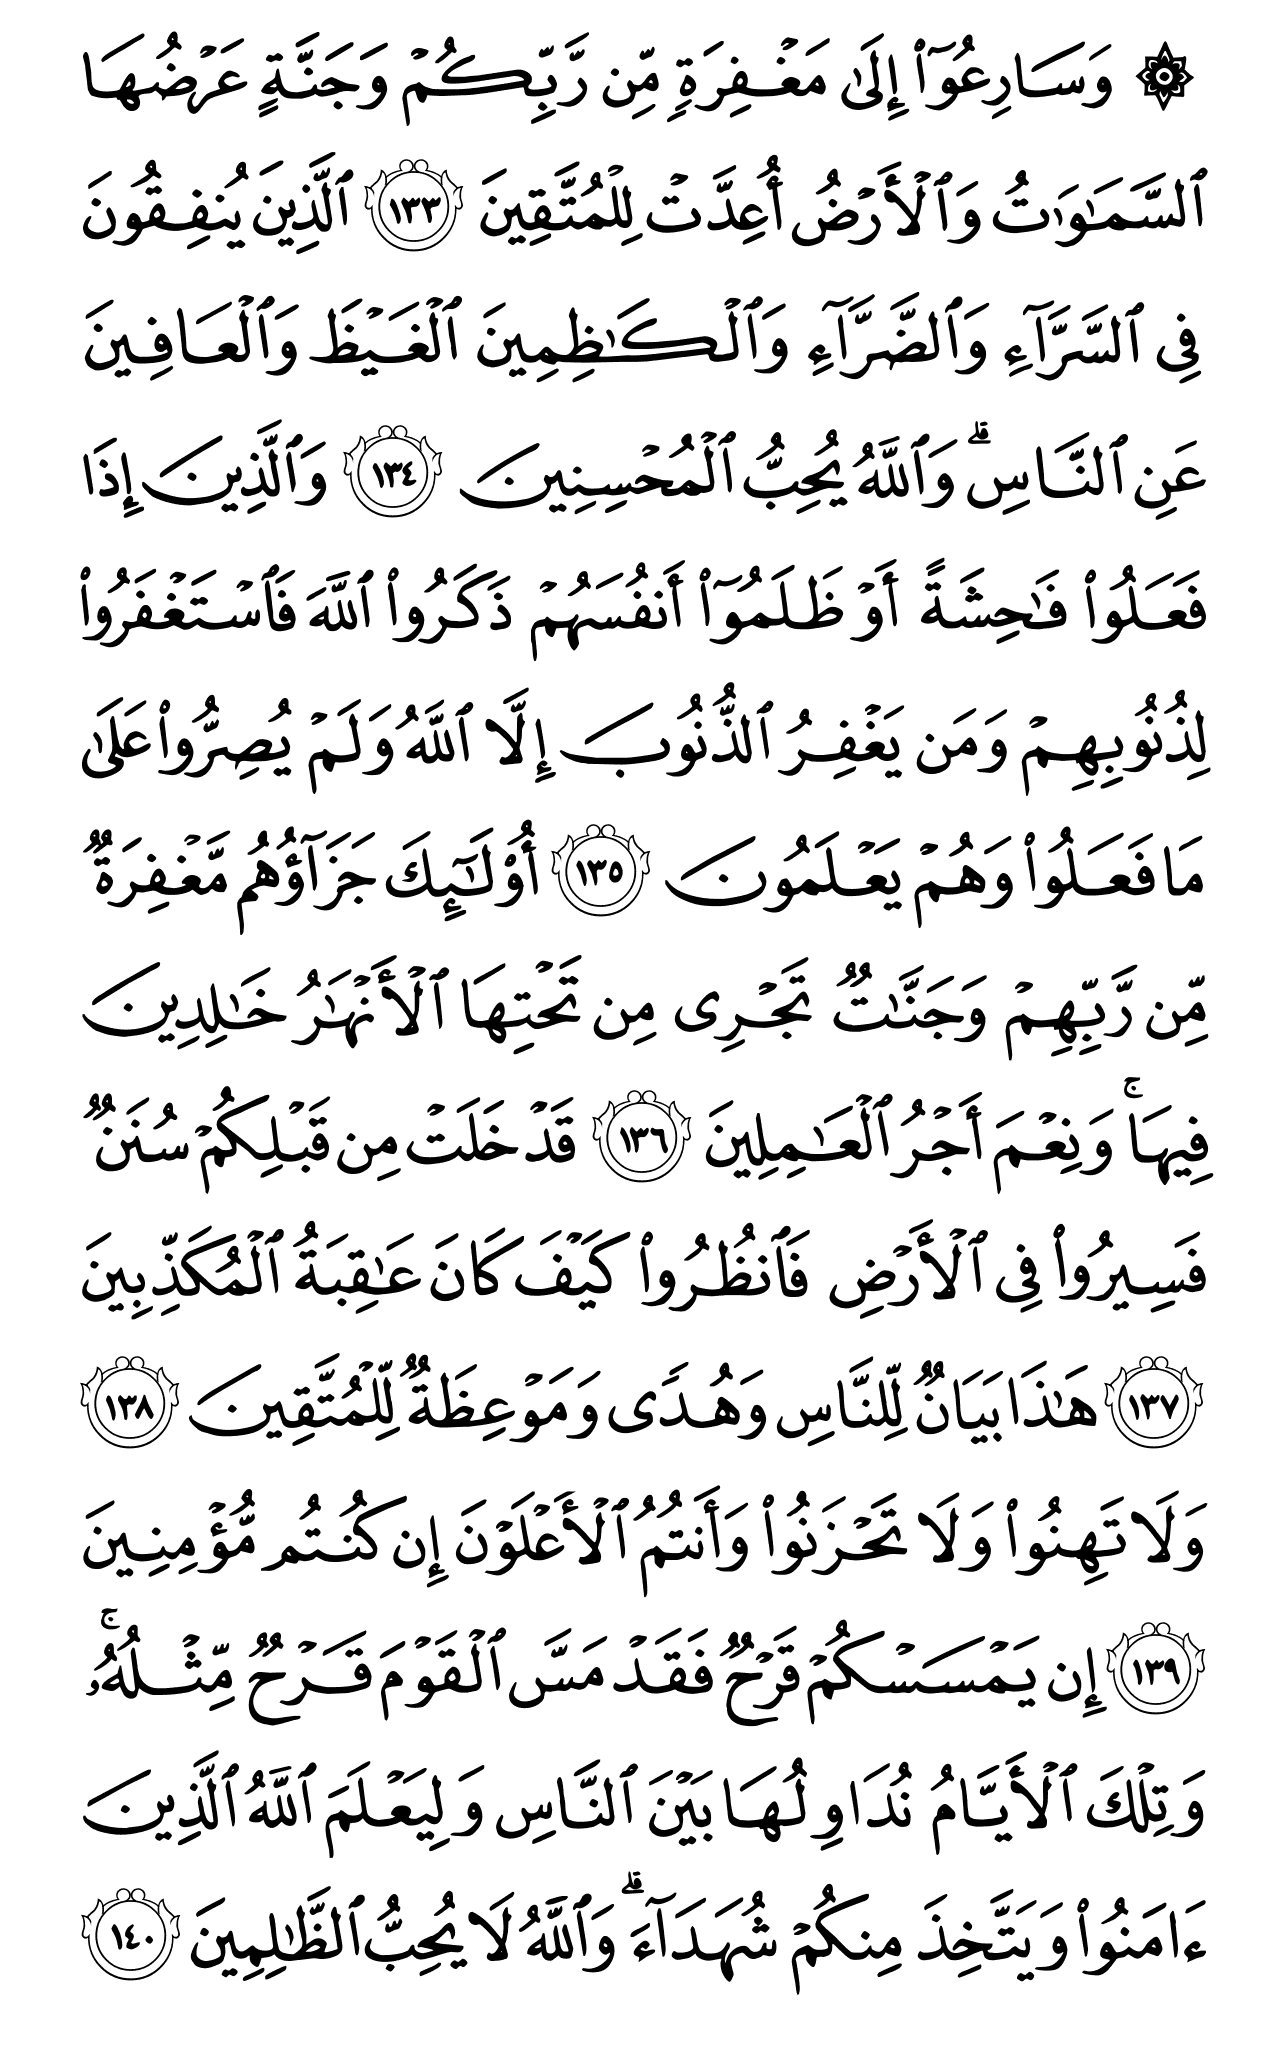 ۞ وَسَارِعُوٓا۟ إِلَىٰ مَغْفِرَةٍ مِّن رَّبِّكُمْ وَجَنَّةٍ عَرْضُهَا
ٱلسَّمَـٰوَٰتُ وَٱلْأَرْضُ أُعِدَّتْ لِلْمُتَّقِينَ ١٣٣ ٱلَّذِينَ يُنفِقُونَ
فِى ٱلسَّرَّآءِ وَٱلضَّرَّآءِ وَٱلْكَـٰظِمِينَ ٱلْغَيْظَ وَٱلْعَافِينَ
عَنِ ٱلنَّاسِ ۗ وَٱللَّهُ يُحِبُّ ٱلْمُحْسِنِينَ ١٣٤ وَٱلَّذِينَ إِذَا
فَعَلُوا۟ فَـٰحِشَةً أَوْ ظَلَمُوٓا۟ أَنفُسَهُمْ ذَكَرُوا۟ ٱللَّهَ فَٱسْتَغْفَرُوا۟
لِذُنُوبِهِمْ وَمَن يَغْفِرُ ٱلذُّنُوبَ إِلَّا ٱللَّهُ وَلَمْ يُصِرُّوا۟ عَلَىٰ
مَا فَعَلُوا۟ وَهُمْ يَعْلَمُونَ ١٣٥ أُو۟لَـٰٓئِكَ جَزَآؤُهُم مَّغْفِرَةٌ
مِّن رَّبِّهِمْ وَجَنَّـٰتٌ تَجْرِى مِن تَحْتِهَا ٱلْأَنْهَـٰرُ خَـٰلِدِينَ
فِيهَا ۚ وَنِعْمَ أَجْرُ ٱلْعَـٰمِلِينَ ١٣٦ قَدْ خَلَتْ مِن قَبْلِكُمْ سُنَنٌ
فَسِيرُوا۟ فِى ٱلْأَرْضِ فَٱنظُرُوا۟ كَيْفَ كَانَ عَـٰقِبَةُ ٱلْمُكَذِّبِينَ
١٣٧ هَـٰذَا بَيَانٌ لِّلنَّاسِ وَهُدًى وَمَوْعِظَةٌ لِّلْمُتَّقِينَ ١٣٨
وَلَا تَهِنُوا۟ وَلَا تَحْزَنُوا۟ وَأَنتُمُ ٱلْأَعْلَوْنَ إِن كُنتُم مُّؤْمِنِينَ
١٣٩ إِن يَمْسَسْكُمْ قَرْحٌ فَقَدْ مَسَّ ٱلْقَوْمَ قَرْحٌ مِّثْلُهُۥ ۚ
وَتِلْكَ ٱلْأَيَّامُ نُدَاوِلُهَا بَيْنَ ٱلنَّاسِ وَلِيَعْلَمَ ٱللَّهُ ٱلَّذِينَ
ءَامَنُوا۟ وَيَتَّخِذَ مِنكُمْ شُهَدَآءَ ۗ وَٱللَّهُ لَا يُحِبُّ ٱلظَّـٰلِمِينَ ١٤٠